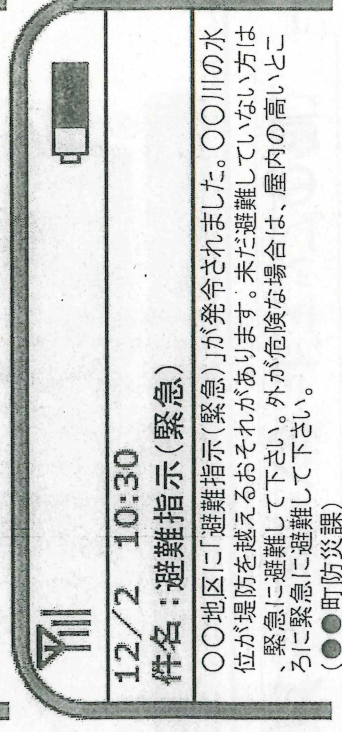 12/2 10:30
件名：避難指示(緊急)
〇〇地区に「避難指示(緊急)」が発令されました。〇〇川の水
位が堤防を越えるおそれがあります。未だ避難していない方は
、緊急に避難して下さい。外が危険な場合は、屋内の高いとこ
ろに緊急に避難して下さい。
(●●町防災課)